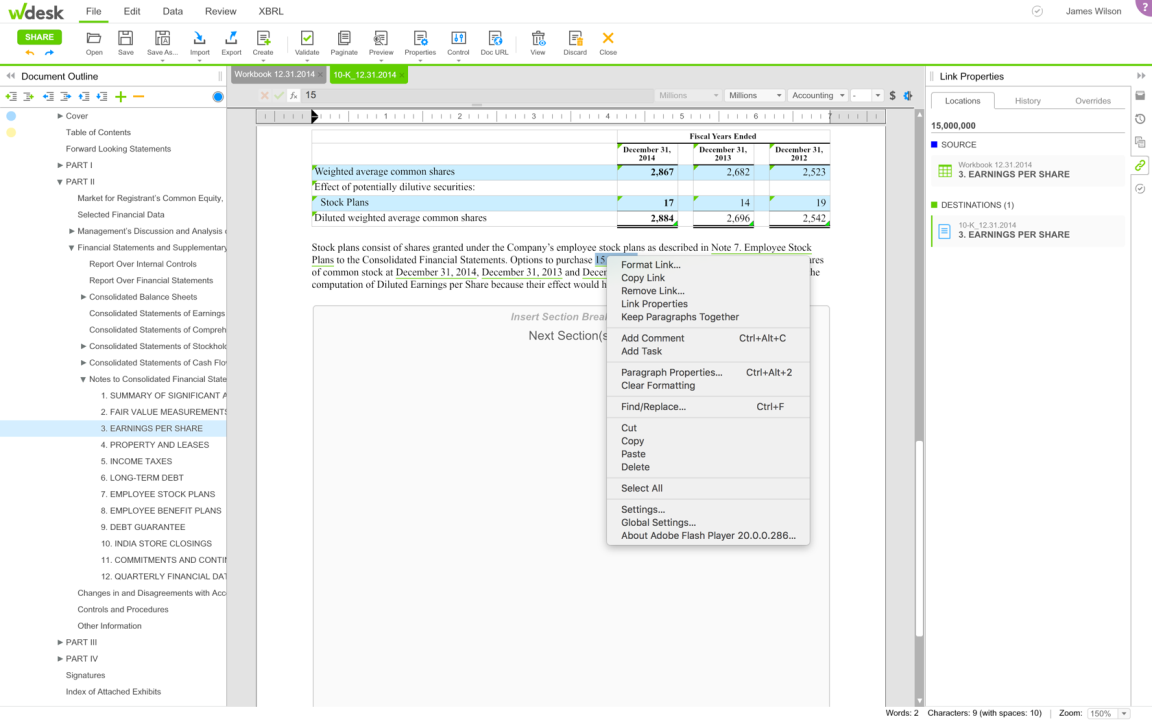 wdesk
File Edit Data Review XBRL
James Wilson ?
SHARE
Open Save Save As... Import Export Create Validate Paginate Preview Properties Control Doc URL View Discard Close
Document Outline
Workbook 12.31.2014 ×
10-K_12.31.2014 ×
fx 15
Millions Millions Accounting - $
1 2 3 4 5 6 7
Cover
Table of Contents
Forward Looking Statements
PART I
PART II
Market for Registrant's Common Equity,
Selected Financial Data
Management's Discussion and Analysis
Financial Statements and Supplementary
Report Over Internal Controls
Report Over Financial Statements
Consolidated Balance Sheets
Consolidated Statements of Earnings
Consolidated Statements of Compreh
Consolidated Statements of Stockhol
Consolidated Statements of Cash Flo
Notes to Consolidated Financial State
1. SUMMARY OF SIGNIFICANT A
2. FAIR VALUE MEASUREMENTS
3. EARNINGS PER SHARE
4. PROPERTY AND LEASES
5. INCOME TAXES
6. LONG-TERM DEBT
7. EMPLOYEE STOCK PLANS
8. EMPLOYEE BENEFIT PLANS
9. DEBT GUARANTEE
10. INDIA STORE CLOSINGS
11. COMMITMENTS AND CONTI
12. QUARTERLY FINANCIAL DAT
Changes in and Disagreements with Acc
Controls and Procedures
Other Information
PART III
PART IV
Signatures
Index of Attached Exhibits
Fiscal Years Ended
December 31, 2014 December 31, 2013 December 31, 2012
Weighted average common shares 2,867 2,682 2,523
Effect of potentially dilutive securities:
Stock Plans 17 14 19
Diluted weighted average common shares 2,884 2,696 2,542
Stock plans consist of shares granted under the Company's employee stock plans as described in Note 7. Employee Stock
Plans to the Consolidated Financial Statements. Options to purchase 15 ares
of common stock at December 31, 2014, December 31, 2013 and Decem he
computation of Diluted Earnings per Share because their effect would h
Insert Section Brea
Next Section(s
Format Link...
Copy Link
Remove Link...
Link Properties
Keep Paragraphs Together
Add Comment Ctrl+Alt+C
Add Task
Paragraph Properties... Ctrl+Alt+2
Clear Formatting
Find/Replace... Ctrl+F
Cut
Copy
Paste
Delete
Select All
Settings...
Global Settings...
About Adobe Flash Player 20.0.0.286...
Link Properties
Locations History Overrides
15,000,000
SOURCE
Workbook 12.31.2014
3. EARNINGS PER SHARE
DESTINATIONS (1)
10-K_12.31.2014
3. EARNINGS PER SHARE
Words: 2 Characters: 9 (with spaces: 10) | Zoom: 150%